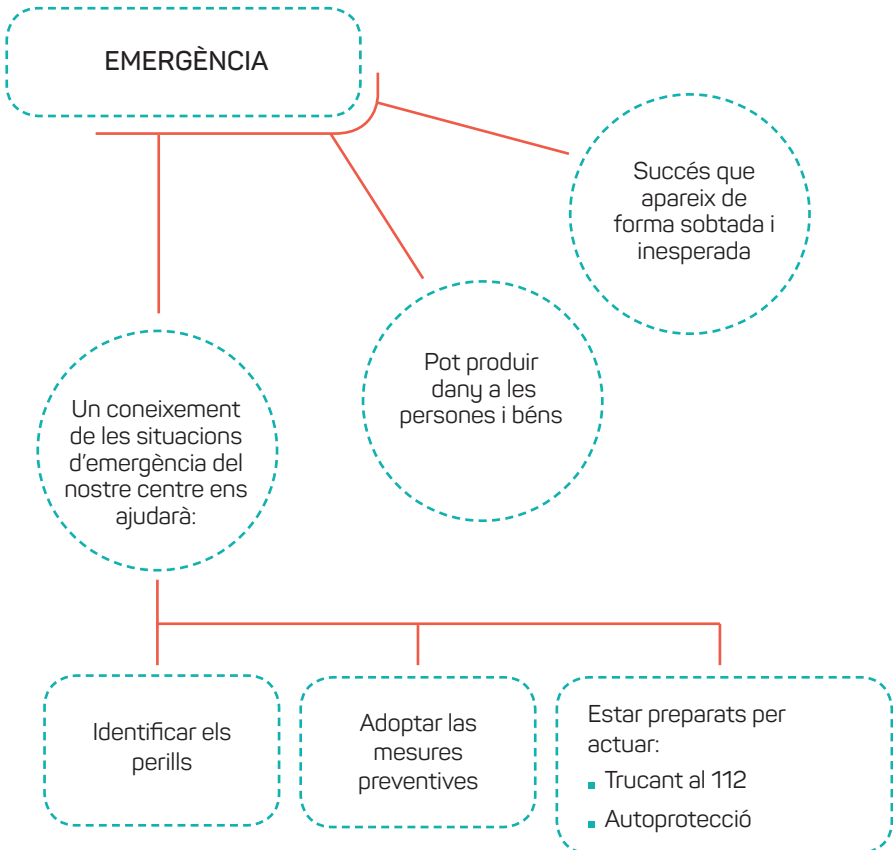 EMERGÈNCIA
Succés que
apareix de
forma sobtada i
inesperada
Pot produir
dany a les
persones i béns
Un coneixement
de les situacions
d'emergència del
nostre centre ens
ajudarà:
Identificar els
perills
Adoptar las
mesures
preventives
Estar preparats per
actuar:
Trucant al 112
Autoprotecció